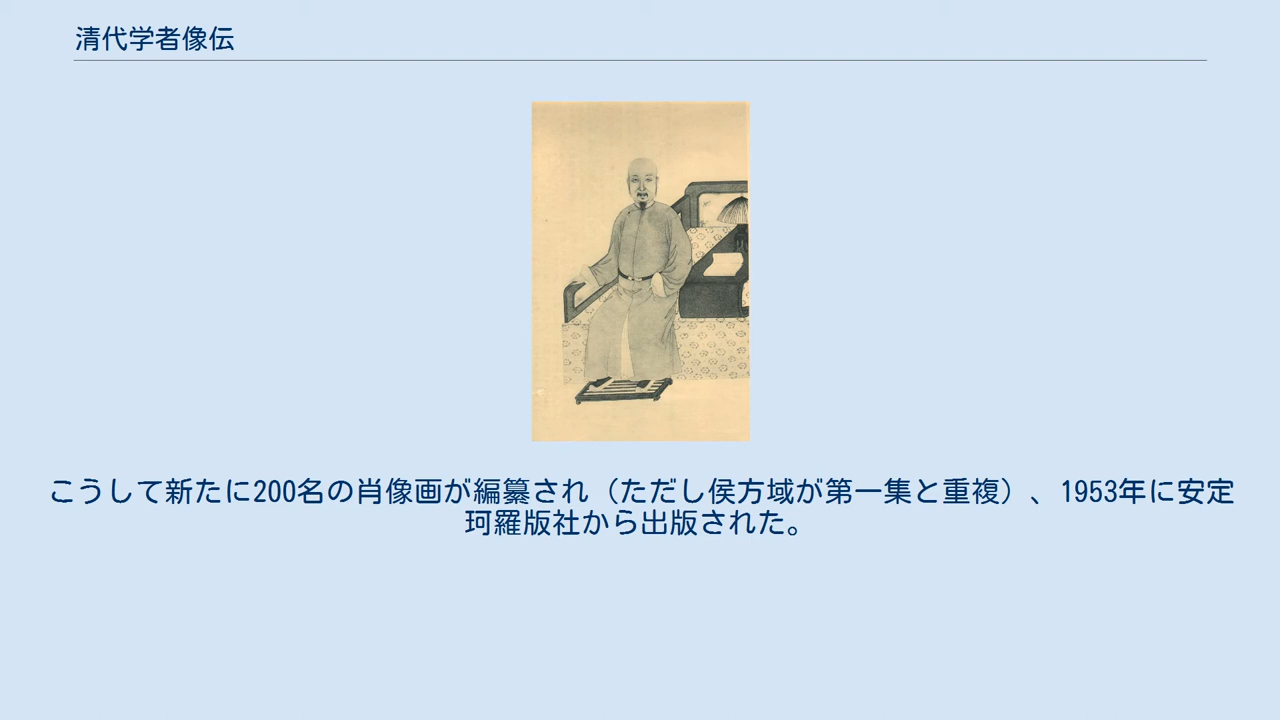 清代学者像伝
こうして新たに200名の肖像画が編纂され（ただし侯方域が第一集と重複）、1953年に安定
珂羅版社から出版された。